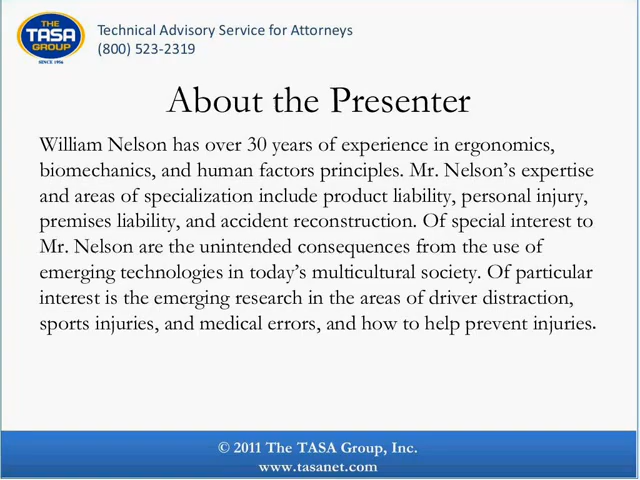 THE
TASA
GROUP
SINCE 1956
Technical Advisory Service for Attorneys
(800) 523-2319
About the Presenter
William Nelson has over 30 years of experience in ergonomics,
biomechanics, and human factors principles. Mr. Nelson’s expertise
and areas of specialization include product liability, personal injury,
premises liability, and accident reconstruction. Of special interest to
Mr. Nelson are the unintended consequences from the use of
emerging technologies in today’s multicultural society. Of particular
interest is the emerging research in the areas of driver distraction,
sports injuries, and medical errors, and how to help prevent injuries.
© 2011 The TASA Group, Inc.
www.tasanet.com